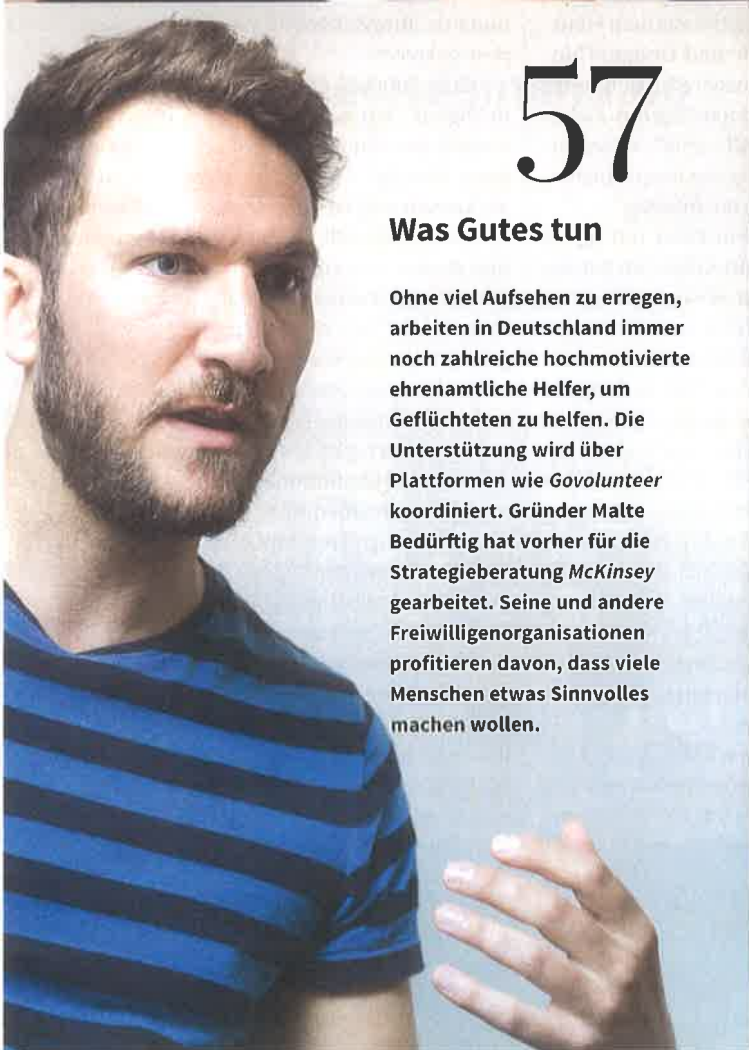 57
Was Gutes tun
Ohne viel Aufsehen zu erregen,
arbeiten in Deutschland immer
noch zahlreiche hochmotivierte
ehrenamtliche Helfer, um
Geflüchteten zu helfen. Die
Unterstützung wird über
Plattformen wie Govolunteer
koordiniert. Gründer Malte
Bedürftig hat vorher für die
Strategieberatung McKinsey
gearbeitet. Seine und andere
Freiwilligenorganisationen
profitieren davon, dass viele
Menschen etwas Sinnvolles
machen wollen.